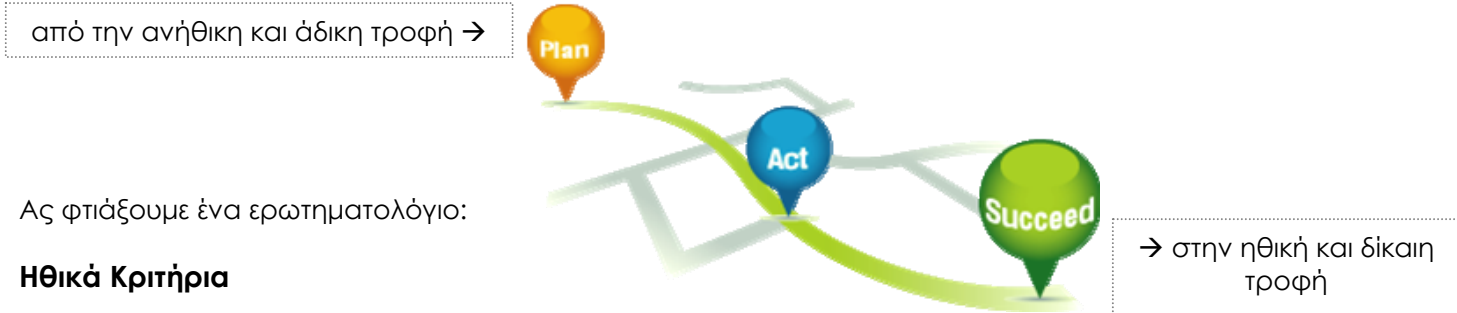 από την ανήθικη και άδικη τροφή →
Plan
Act
Succeed
Ας φτιάξουμε ένα ερωτηματολόγιο:
→ στην ηθική και δίκαιη
τροφή
Ηθικά Κριτήρια